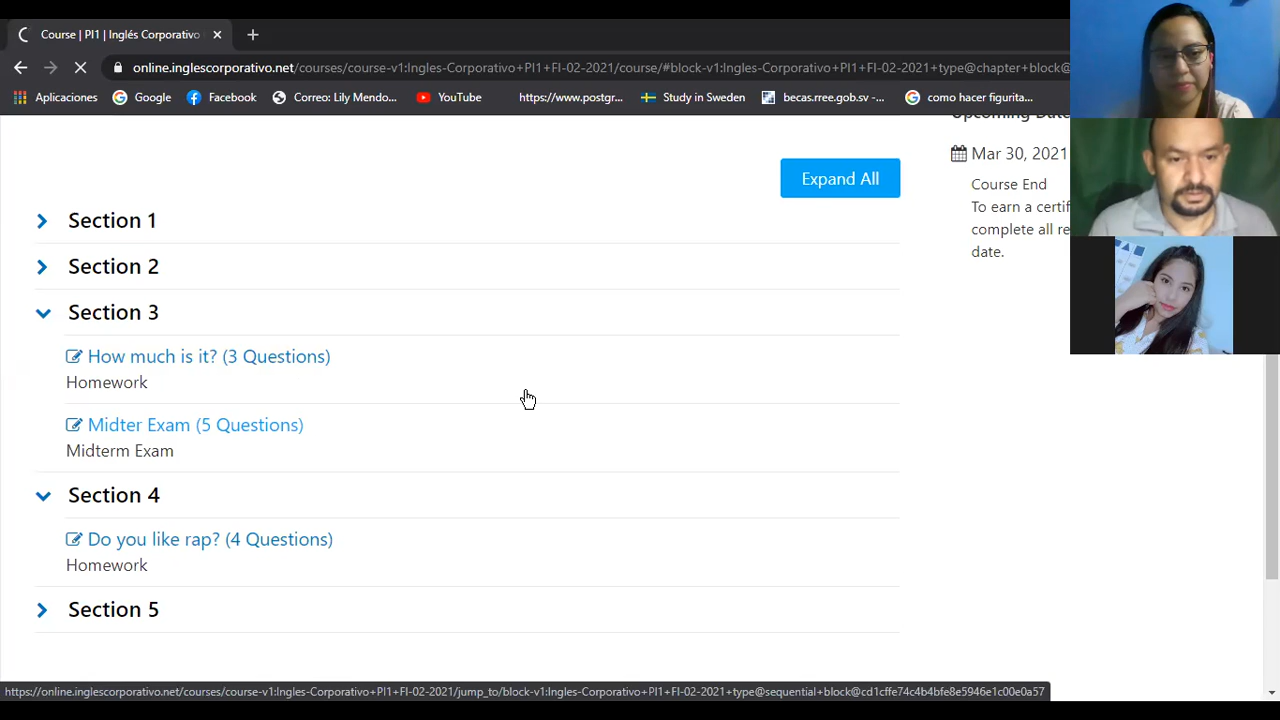 Course | PI1 | Inglés Corporativo
online.inglescorporativo.net/courses/course-v1:Ingles-Corporativo+PI1+FI-02-2021/course/#block-v1:Ingles-Corporativo+PI1+FI-02-2021+type@chapter+block@
Aplicaciones Google Facebook Correo: Lily Mendo... YouTube https://www.postgr... Study in Sweden becas.rree.gob.sv -... como hacer figurita...
Upcoming Date
Mar 30, 2021
Course End
To earn a certif
complete all re
date.
Expand All
Section 1
Section 2
Section 3
How much is it? (3 Questions)
Homework
Midter Exam (5 Questions)
Midterm Exam
Section 4
Do you like rap? (4 Questions)
Homework
Section 5
https://online.inglescorporativo.net/courses/course-v1:Ingles-Corporativo+PI1+FI-02-2021/jump_to/block-v1:Ingles-Corporativo+PI1+FI-02-2021+type@sequential+block@cd1cffe74c4b4bfe8e5946e1c00e0a57